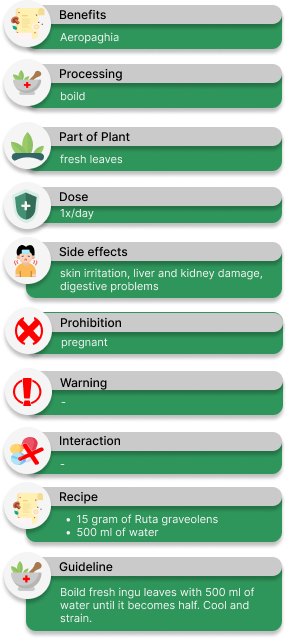 Benefits
Aeropaghia
Processing
boild
Part of Plant
fresh leaves
Dose
1x/day
Side effects
skin irritation, liver and kidney damage,
digestive problems
Prohibition
pregnant
Warning
-
Interaction
-
Recipe
• 15 gram of Ruta graveolens
• 500 ml of water
Guideline
Boild fresh ingu leaves with 500 ml of
water until it becomes half. Cool and
strain.